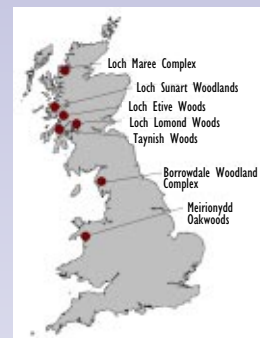 Loch Maree Complex
Loch Sunart Woodlands
Loch Etive Woods
Loch Lomond Woods
Taynish Woods
Borrowdale Woodland
Complex
Meirionydd
Oakwoods